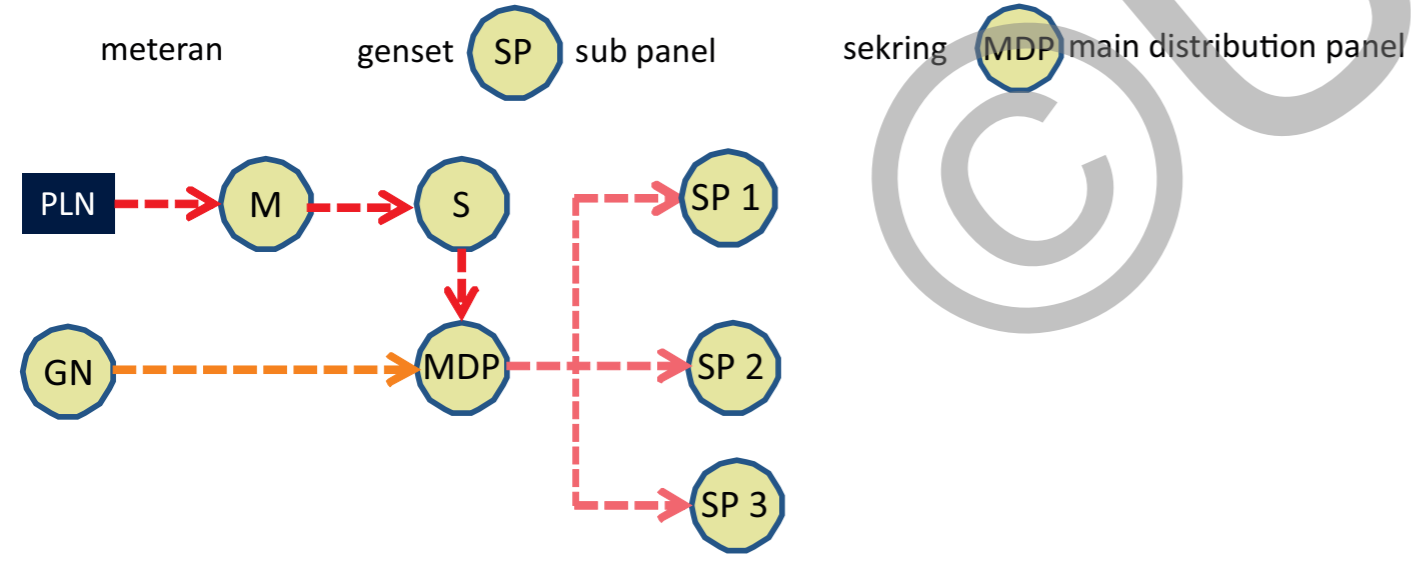 meteran genset SP sub panel sekring MDP main distribution panel
PLN M S SP 1
GN MDP SP 2
SP 3